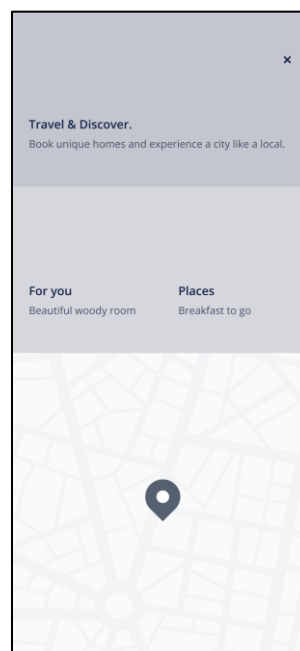 ×
Travel & Discover.
Book unique homes and experience a city like a local.
For you
Places
Beautiful woody room
Breakfast to go